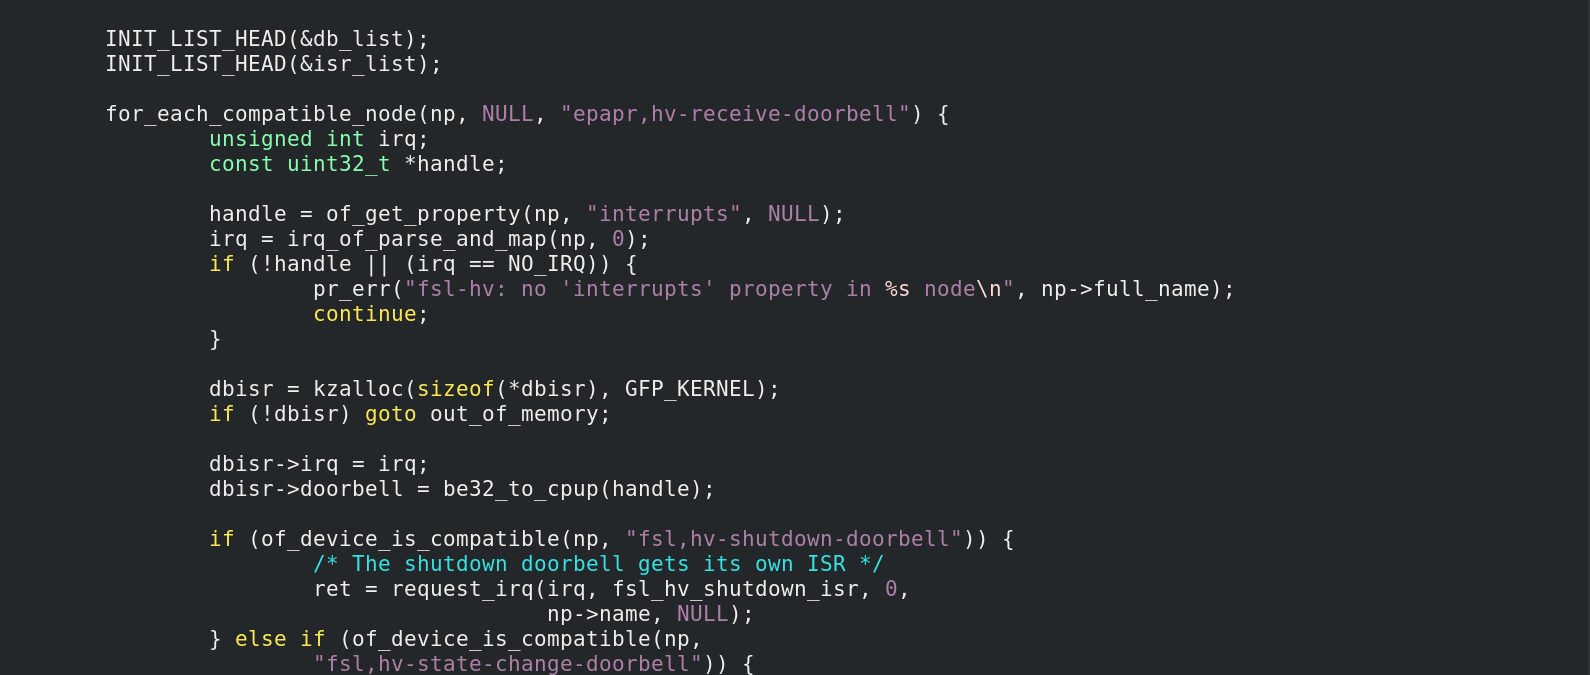 INIT_LIST_HEAD(&db_list);
INIT_LIST_HEAD(&isr_list);

for_each_compatible_node(np, NULL, "epapr,hv-receive-doorbell") {
        unsigned int irq;
        const uint32_t *handle;

        handle = of_get_property(np, "interrupts", NULL);
        irq = irq_of_parse_and_map(np, 0);
        if (!handle || (irq == NO_IRQ)) {
                pr_err("fsl-hv: no 'interrupts' property in %s node\n", np->full_name);
                continue;
        }

        dbisr = kzalloc(sizeof(*dbisr), GFP_KERNEL);
        if (!dbisr) goto out_of_memory;

        dbisr->irq = irq;
        dbisr->doorbell = be32_to_cpup(handle);

        if (of_device_is_compatible(np, "fsl,hv-shutdown-doorbell")) {
                /* The shutdown doorbell gets its own ISR */
                ret = request_irq(irq, fsl_hv_shutdown_isr, 0,
                                  np->name, NULL);
        } else if (of_device_is_compatible(np,
                "fsl,hv-state-change-doorbell")) {